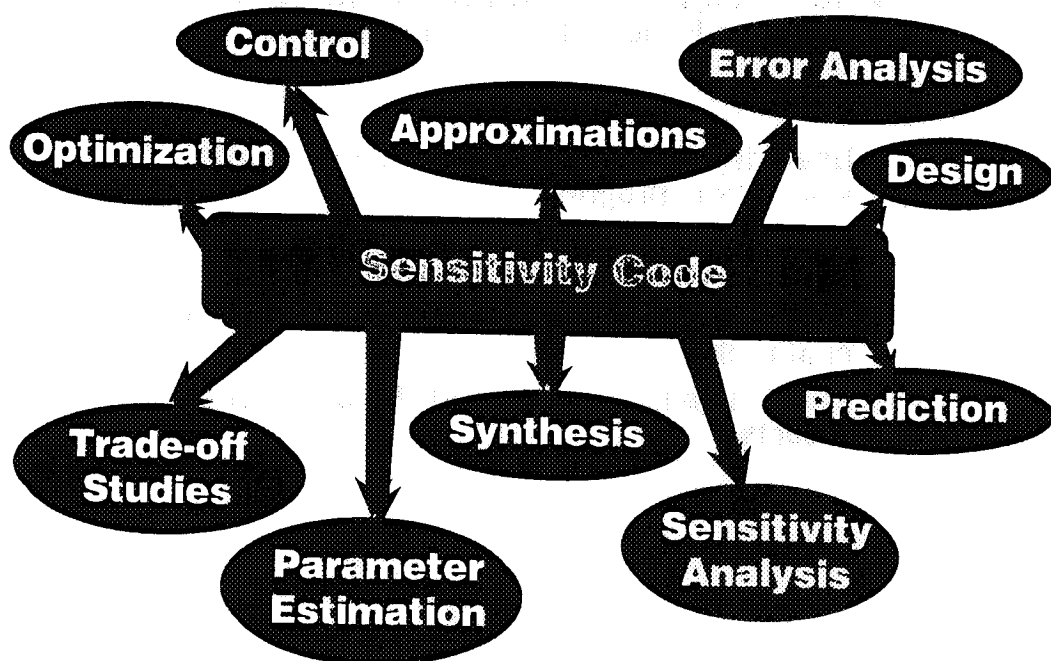 Control
Error Analysis
Optimization
Approximations
Design
Sensitivity Code
Trade-off
Studies
Synthesis
Prediction
Parameter
Estimation
Sensitivity
Analysis